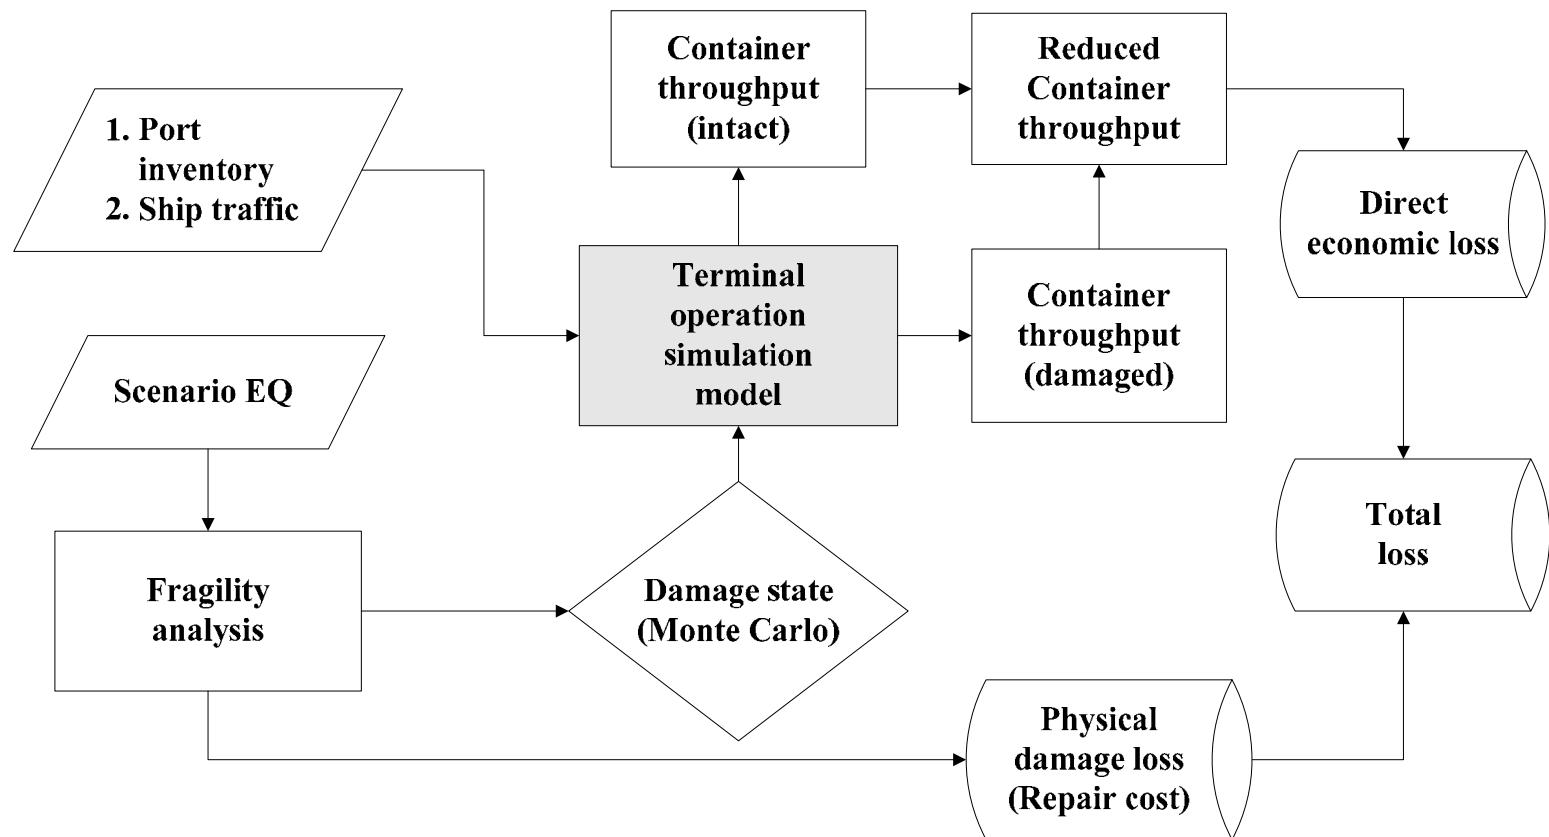 Container
throughput
(intact)
Reduced
Container
throughput
1. Port
inventory
2. Ship traffic
Direct
economic loss
Terminal
operation
simulation
model
Container
throughput
(damaged)
Scenario EQ
Total
loss
Fragility
analysis
Damage state
(Monte Carlo)
Physical
damage loss
(Repair cost)